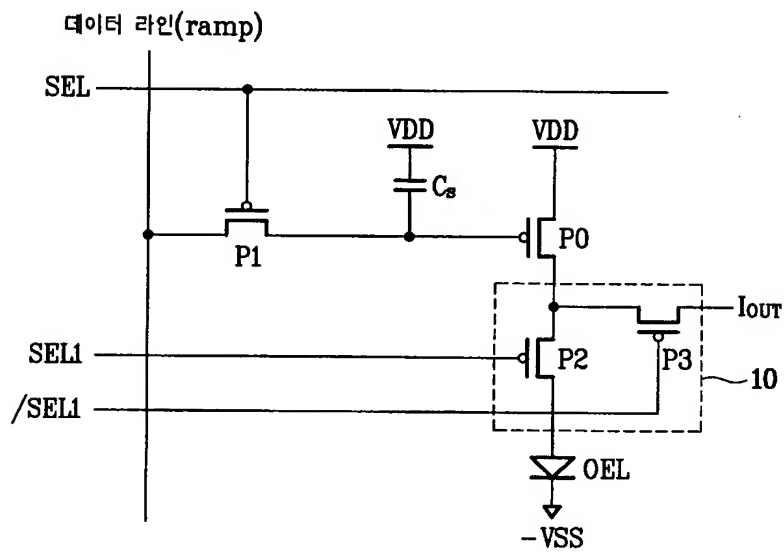 데이터 라인(ramp)
SEL
VDD
VDD
Cs
P1
P0
IOUT
SEL1
P2
P3
10
/SEL1
OEL
-VSS